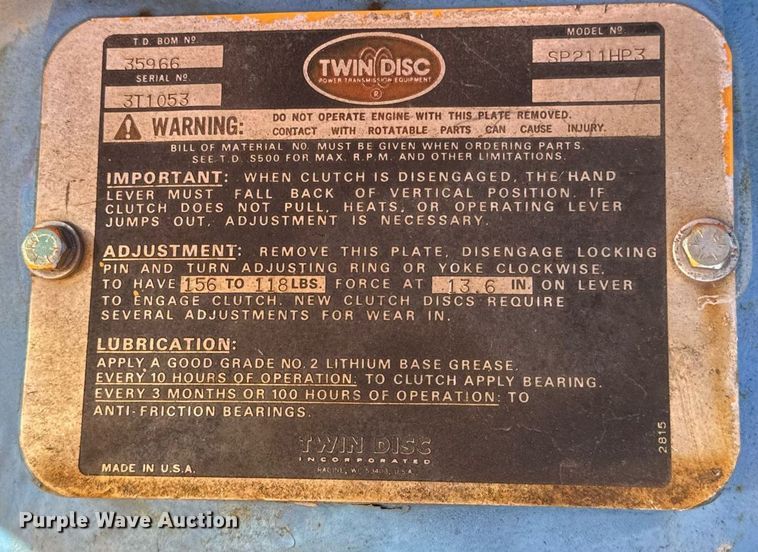 T.D. BOM Nº
35966
SERIAL Nº
3T1053
TWIN DISC
POWER TRANSMISSION EQUIPMENT
®
MODEL Nº
SP211HP3
WARNING: DO NOT OPERATE ENGINE WITH THIS PLATE REMOVED.
CONTACT WITH ROTATABLE PARTS CAN CAUSE INJURY.
BILL OF MATERIAL NO. MUST BE GIVEN WHEN ORDERING PARTS.
SEE T.D. S500 FOR MAX. R.P.M. AND OTHER LIMITATIONS.
IMPORTANT: WHEN CLUTCH IS DISENGAGED, THE HAND
LEVER MUST FALL BACK OF VERTICAL POSITION. IF
CLUTCH DOES NOT PULL, HEATS, OR OPERATING LEVER
JUMPS OUT, ADJUSTMENT IS NECESSARY.
ADJUSTMENT: REMOVE THIS PLATE, DISENGAGE LOCKING
PIN AND TURN ADJUSTING RING OR YOKE CLOCKWISE.
TO HAVE 156 TO 118 LBS. FORCE AT 13.6 IN. ON LEVER
TO ENGAGE CLUTCH. NEW CLUTCH DISCS REQUIRE
SEVERAL ADJUSTMENTS FOR WEAR IN.
LUBRICATION:
APPLY A GOOD GRADE NO. 2 LITHIUM BASE GREASE.
EVERY 10 HOURS OF OPERATION: TO CLUTCH APPLY BEARING.
EVERY 3 MONTHS OR 100 HOURS OF OPERATION: TO
ANTI-FRICTION BEARINGS.
TWIN DISC
INCORPORATED
RACINE, WI 53403, U.S.A.
MADE IN U.S.A.
2815
Purple Wave Auction